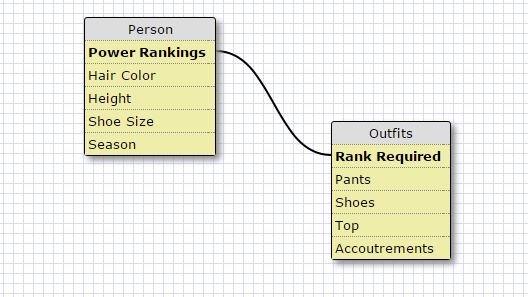 Person
Power Rankings
Hair Color
Height
Shoe Size
Season
Outfits
Rank Required
Pants
Shoes
Top
Accoutrements